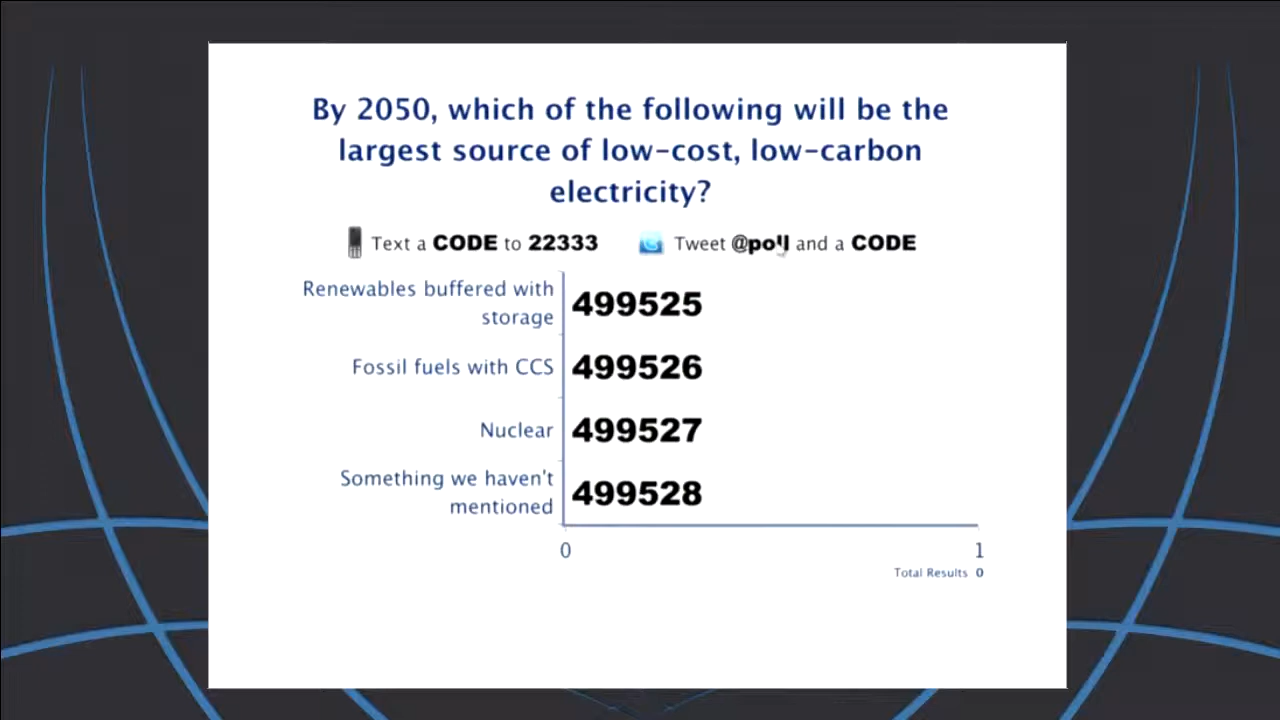 By 2050, which of the following will be the
largest source of low-cost, low-carbon
electricity?
Text a CODE to 22333 Tweet @poll and a CODE
Renewables buffered with
storage
499525
Fossil fuels with CCS 499526
Nuclear 499527
Something we haven't
mentioned
499528
0 1
Total Results 0